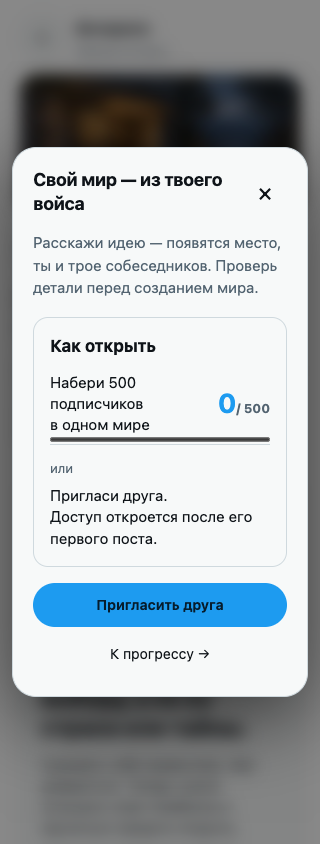 Свой мир — из твоего
войса
Расскажи идею — появятся место,
ты и трое собеседников. Проверь
детали перед созданием мира.
Как открыть
Набери 500
подписчиков
в одном мире
0 / 500
или
Пригласи друга.
Доступ откроется после его
первого поста.
Пригласить друга
К прогрессу →